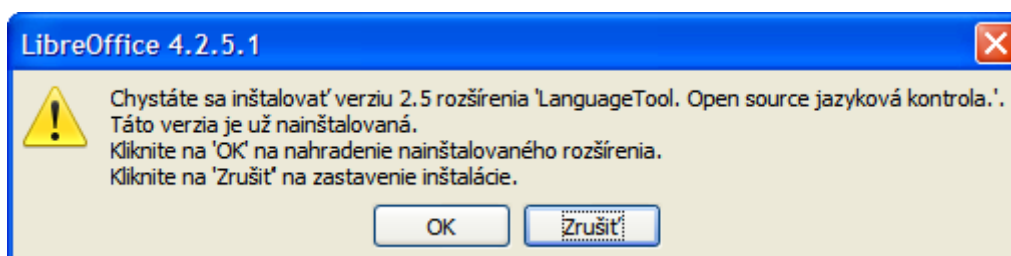 LibreOffice 4.2.5.1
Chystáte sa inštalovať verziu 2.5 rozšírenia 'LanguageTool. Open source jazyková kontrola.'.
Táto verzia je už nainštalovaná.
Kliknite na 'OK' na nahradenie nainštalovaného rozšírenia.
Kliknite na 'Zrušiť' na zastavenie inštalácie.
OK
Zrušiť